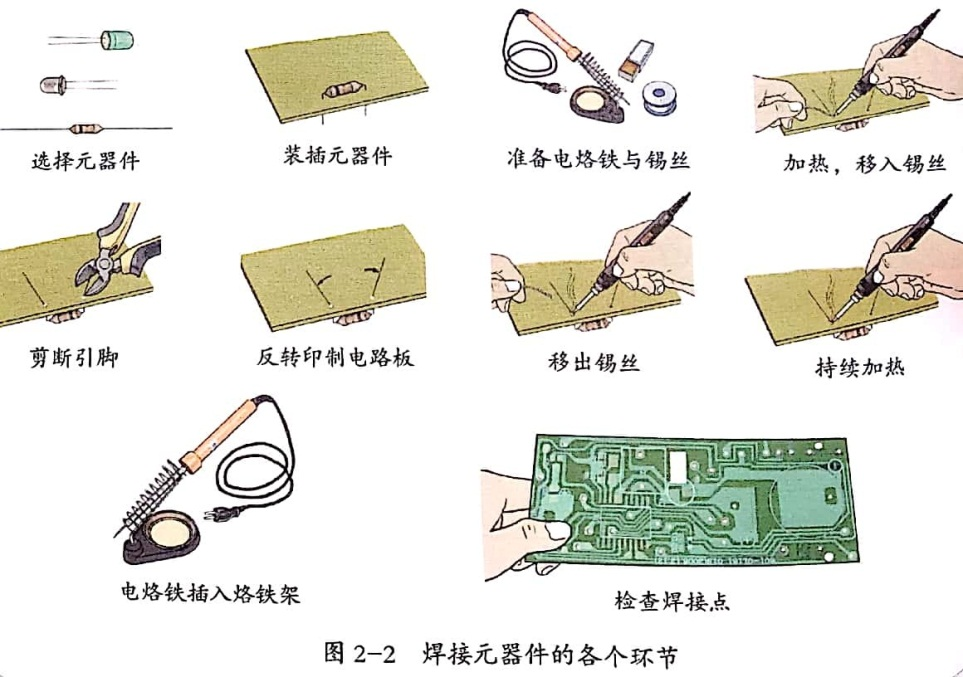 选择元器件
装插元器件
准备电烙铁与锡丝
加热，移入锡丝
剪断引脚
反转印制电路板
移出锡丝
持续加热
电烙铁插入烙铁架
检查焊接点
图 2-2 焊接元器件的各个环节